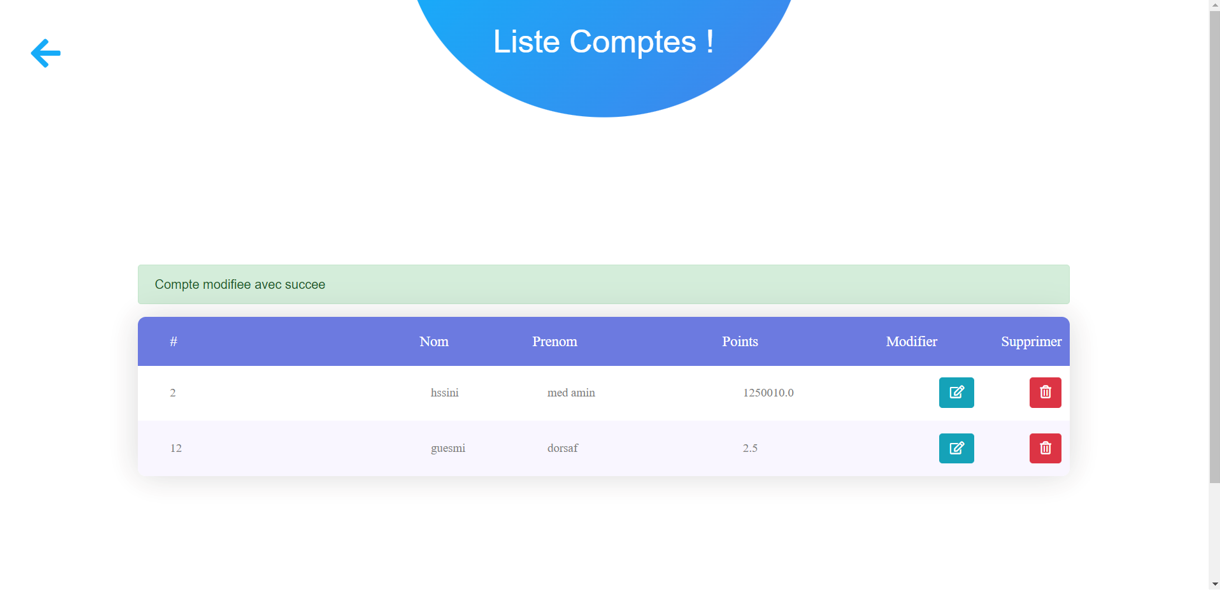 Liste Comptes !
Compte modifiee avec succee
# Nom Prenom Points Modifier Supprimer
2 hssini med amin 1250010.0
12 guesmi dorsaf 2.5